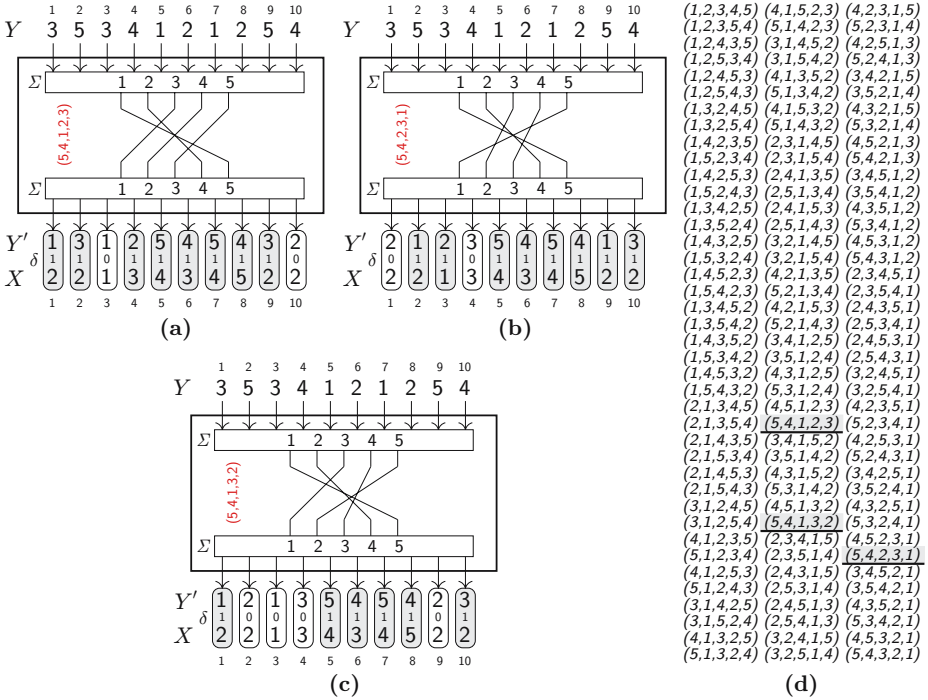 1 2 3 4 5 6 7 8 9 10
Y 3 5 3 4 1 2 1 2 5 4
Σ 1 2 3 4 5
(5,4,1,2,3)
Σ 1 2 3 4 5
Y′ 1 3 1 2 5 4 5 4 3 2
δ 1 1 0 1 1 1 1 1 1 0
X 2 2 1 3 4 3 4 5 2 2
1 2 3 4 5 6 7 8 9 10
(a)
1 2 3 4 5 6 7 8 9 10
Y 3 5 3 4 1 2 1 2 5 4
Σ 1 2 3 4 5
(5,4,2,3,1)
Σ 1 2 3 4 5
Y′ 2 1 2 3 5 4 5 4 1 3
δ 0 1 1 0 1 1 1 1 1 1
X 2 2 1 3 4 3 4 5 2 2
1 2 3 4 5 6 7 8 9 10
(b)
1 2 3 4 5 6 7 8 9 10
Y 3 5 3 4 1 2 1 2 5 4
Σ 1 2 3 4 5
(5,4,1,3,2)
Σ 1 2 3 4 5
Y′ 1 2 1 3 5 4 5 4 2 3
δ 1 0 0 0 1 1 1 1 0 1
X 2 2 1 3 4 3 4 5 2 2
1 2 3 4 5 6 7 8 9 10
(c)
(1,2,3,4,5) (4,1,5,2,3) (4,2,3,1,5)
(1,2,3,5,4) (5,1,4,2,3) (5,2,3,1,4)
(1,2,4,3,5) (3,1,4,5,2) (4,2,5,1,3)
(1,2,5,3,4) (3,1,5,4,2) (5,2,4,1,3)
(1,2,4,5,3) (4,1,3,5,2) (3,4,2,1,5)
(1,2,5,4,3) (5,1,3,4,2) (3,5,2,1,4)
(1,3,2,4,5) (4,1,5,3,2) (4,3,2,1,5)
(1,3,2,5,4) (5,1,4,3,2) (5,3,2,1,4)
(1,4,2,3,5) (2,3,1,4,5) (4,5,2,1,3)
(1,5,2,3,4) (2,3,1,5,4) (5,4,2,1,3)
(1,4,2,5,3) (2,4,1,3,5) (3,4,5,1,2)
(1,5,2,4,3) (2,5,1,3,4) (3,5,4,1,2)
(1,3,4,2,5) (2,4,1,5,3) (4,3,5,1,2)
(1,3,5,2,4) (2,5,1,4,3) (5,3,4,1,2)
(1,4,3,2,5) (3,2,1,4,5) (4,5,3,1,2)
(1,5,3,2,4) (3,2,1,5,4) (5,4,3,1,2)
(1,4,5,2,3) (4,2,1,3,5) (2,3,4,5,1)
(1,5,4,2,3) (5,2,1,3,4) (2,3,5,4,1)
(1,3,4,5,2) (4,2,1,5,3) (2,4,3,5,1)
(1,3,5,4,2) (5,2,1,4,3) (2,5,3,4,1)
(1,4,3,5,2) (3,4,1,2,5) (2,4,5,3,1)
(1,5,3,4,2) (3,5,1,2,4) (2,5,4,3,1)
(1,4,5,3,2) (4,3,1,2,5) (3,2,4,5,1)
(1,5,4,3,2) (5,3,1,2,4) (3,2,5,4,1)
(2,1,3,4,5) (4,5,1,2,3) (4,2,3,5,1)
(2,1,3,5,4) (5,4,1,2,3) (5,2,3,4,1)
(2,1,4,3,5) (3,4,1,5,2) (4,2,5,3,1)
(2,1,5,3,4) (3,5,1,4,2) (5,2,4,3,1)
(2,1,4,5,3) (4,3,1,5,2) (3,4,2,5,1)
(2,1,5,4,3) (5,3,1,4,2) (3,5,2,4,1)
(3,1,2,4,5) (4,5,1,3,2) (4,3,2,5,1)
(3,1,2,5,4) (5,4,1,3,2) (5,3,2,4,1)
(4,1,2,3,5) (2,3,4,1,5) (4,5,2,3,1)
(5,1,2,3,4) (2,3,5,1,4) (5,4,2,3,1)
(4,1,2,5,3) (2,4,3,1,5) (3,4,5,2,1)
(5,1,2,4,3) (2,5,3,1,4) (3,5,4,2,1)
(3,1,4,2,5) (2,4,5,1,3) (4,3,5,2,1)
(3,1,5,2,4) (2,5,4,1,3) (5,3,4,2,1)
(4,1,3,2,5) (3,2,4,1,5) (4,5,3,2,1)
(5,1,3,2,4) (3,2,5,1,4) (5,4,3,2,1)
(d)